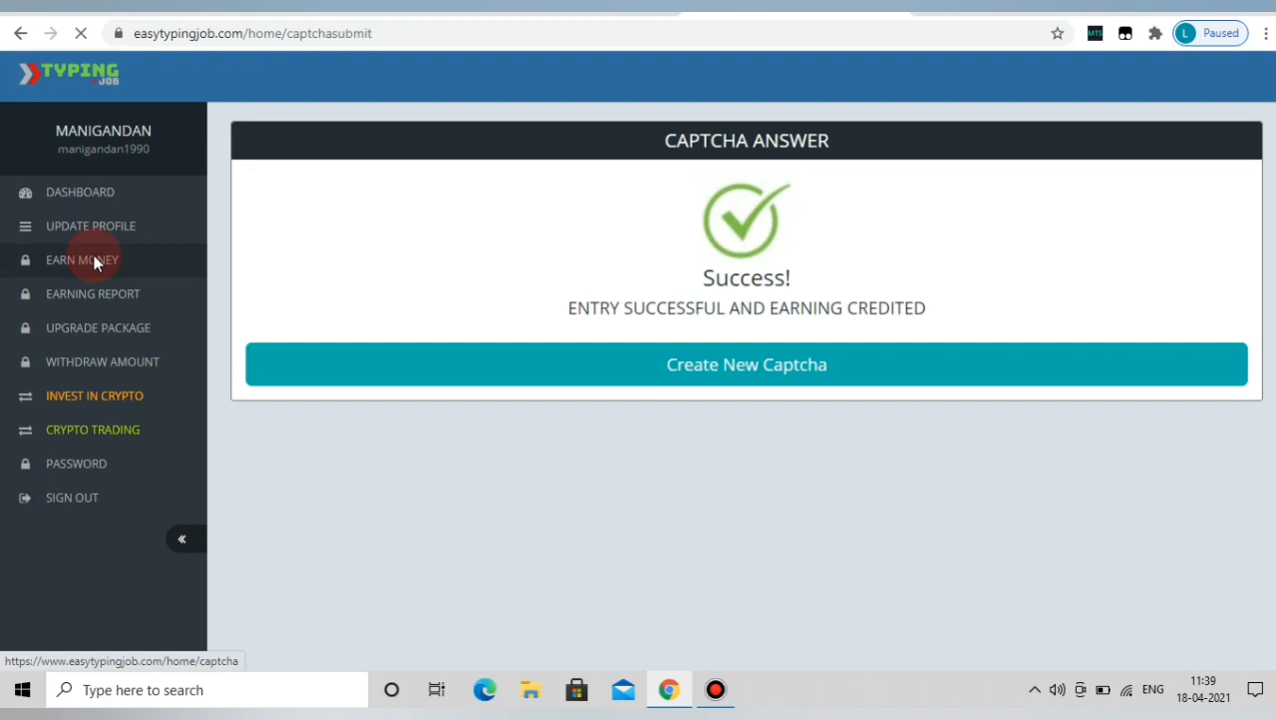 easytypingjob.com/home/captchasubmit
MTS
L Paused
TYPING
JOB
MANIGANDAN
manigandan1990
DASHBOARD
UPDATE PROFILE
EARN MONEY
EARNING REPORT
UPGRADE PACKAGE
WITHDRAW AMOUNT
INVEST IN CRYPTO
CRYPTO TRADING
PASSWORD
SIGN OUT
CAPTCHA ANSWER
Success!
ENTRY SUCCESSFUL AND EARNING CREDITED
Create New Captcha
https://www.easytypingjob.com/home/captcha
Type here to search
ENG
11:39
18-04-2021